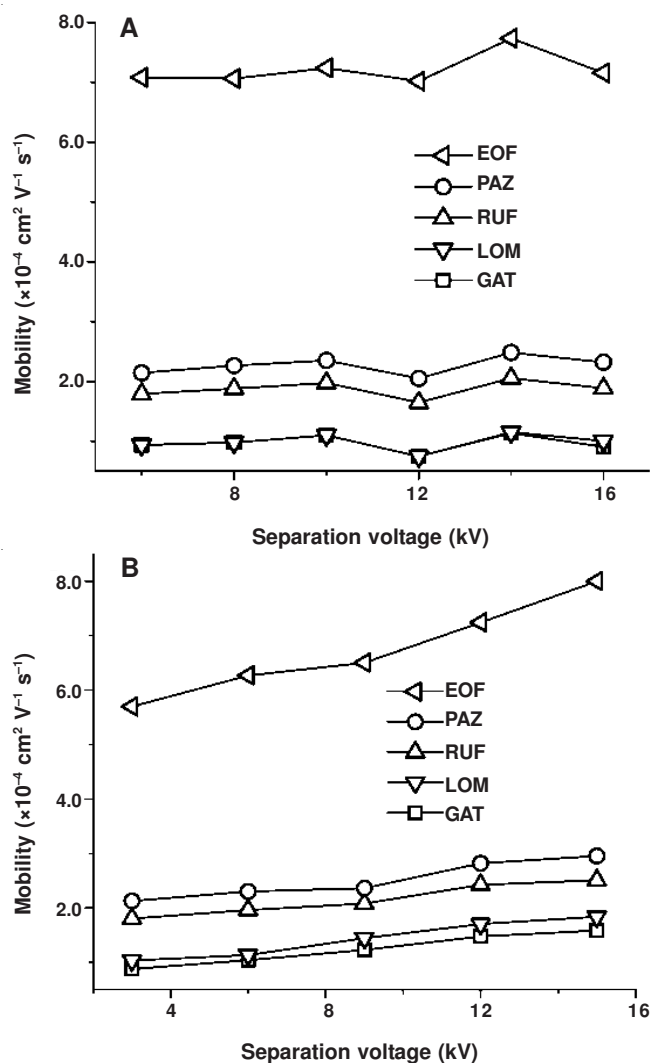 A
8.0
6.0
4.0
2.0
Mobility (×10⁻⁴ cm² V⁻¹ s⁻¹)
EOF
PAZ
RUF
LOM
GAT
8
12
16
Separation voltage (kV)
B
8.0
6.0
4.0
2.0
Mobility (×10⁻⁴ cm² V⁻¹ s⁻¹)
EOF
PAZ
RUF
LOM
GAT
4
8
12
16
Separation voltage (kV)